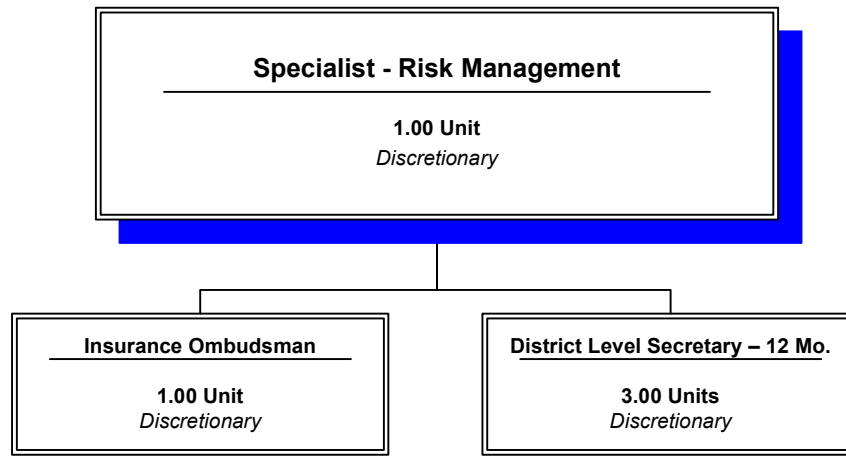 Specialist - Risk Management
1.00 Unit
Discretionary
Insurance Ombudsman
1.00 Unit
Discretionary
District Level Secretary – 12 Mo.
3.00 Units
Discretionary